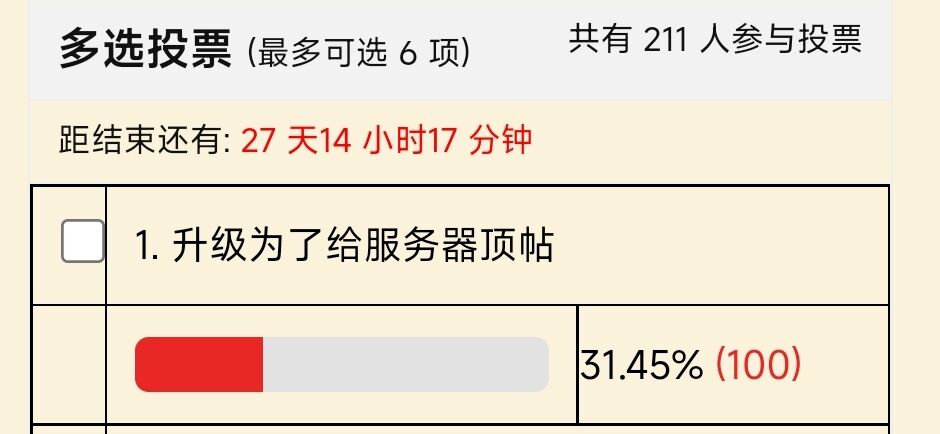 多选投票 (最多可选 6 项) 共有 211 人参与投票
距结束还有: 27 天14 小时17 分钟
1. 升级为了给服务器顶帖
31.45% (100)